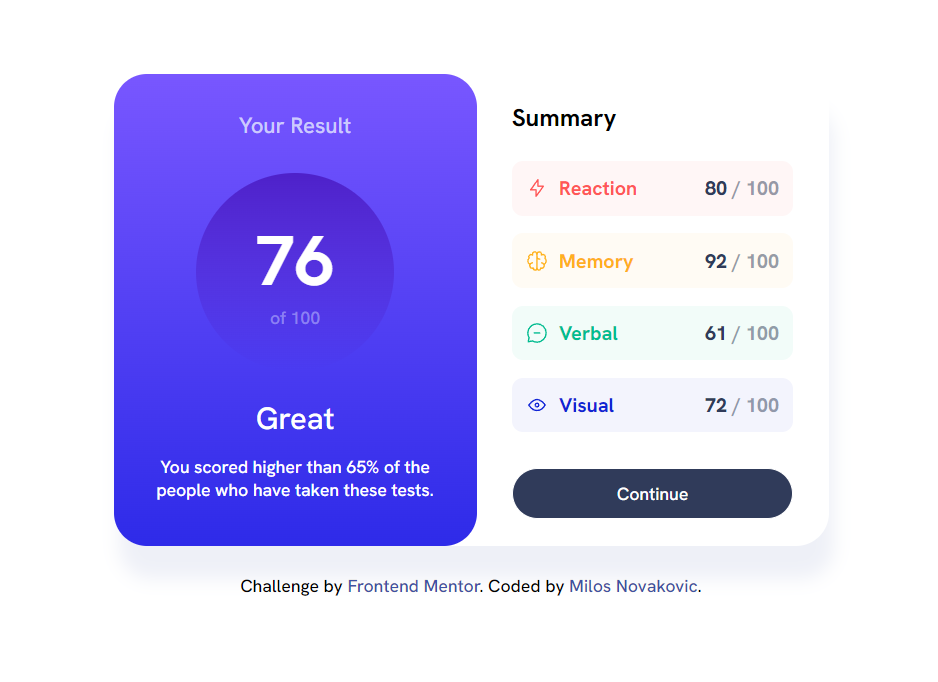 Your Result
76
of 100
Great
You scored higher than 65% of the
people who have taken these tests.
Summary
Reaction 80 / 100
Memory 92 / 100
Verbal 61 / 100
Visual 72 / 100
Continue
Challenge by Frontend Mentor. Coded by Milos Novakovic.